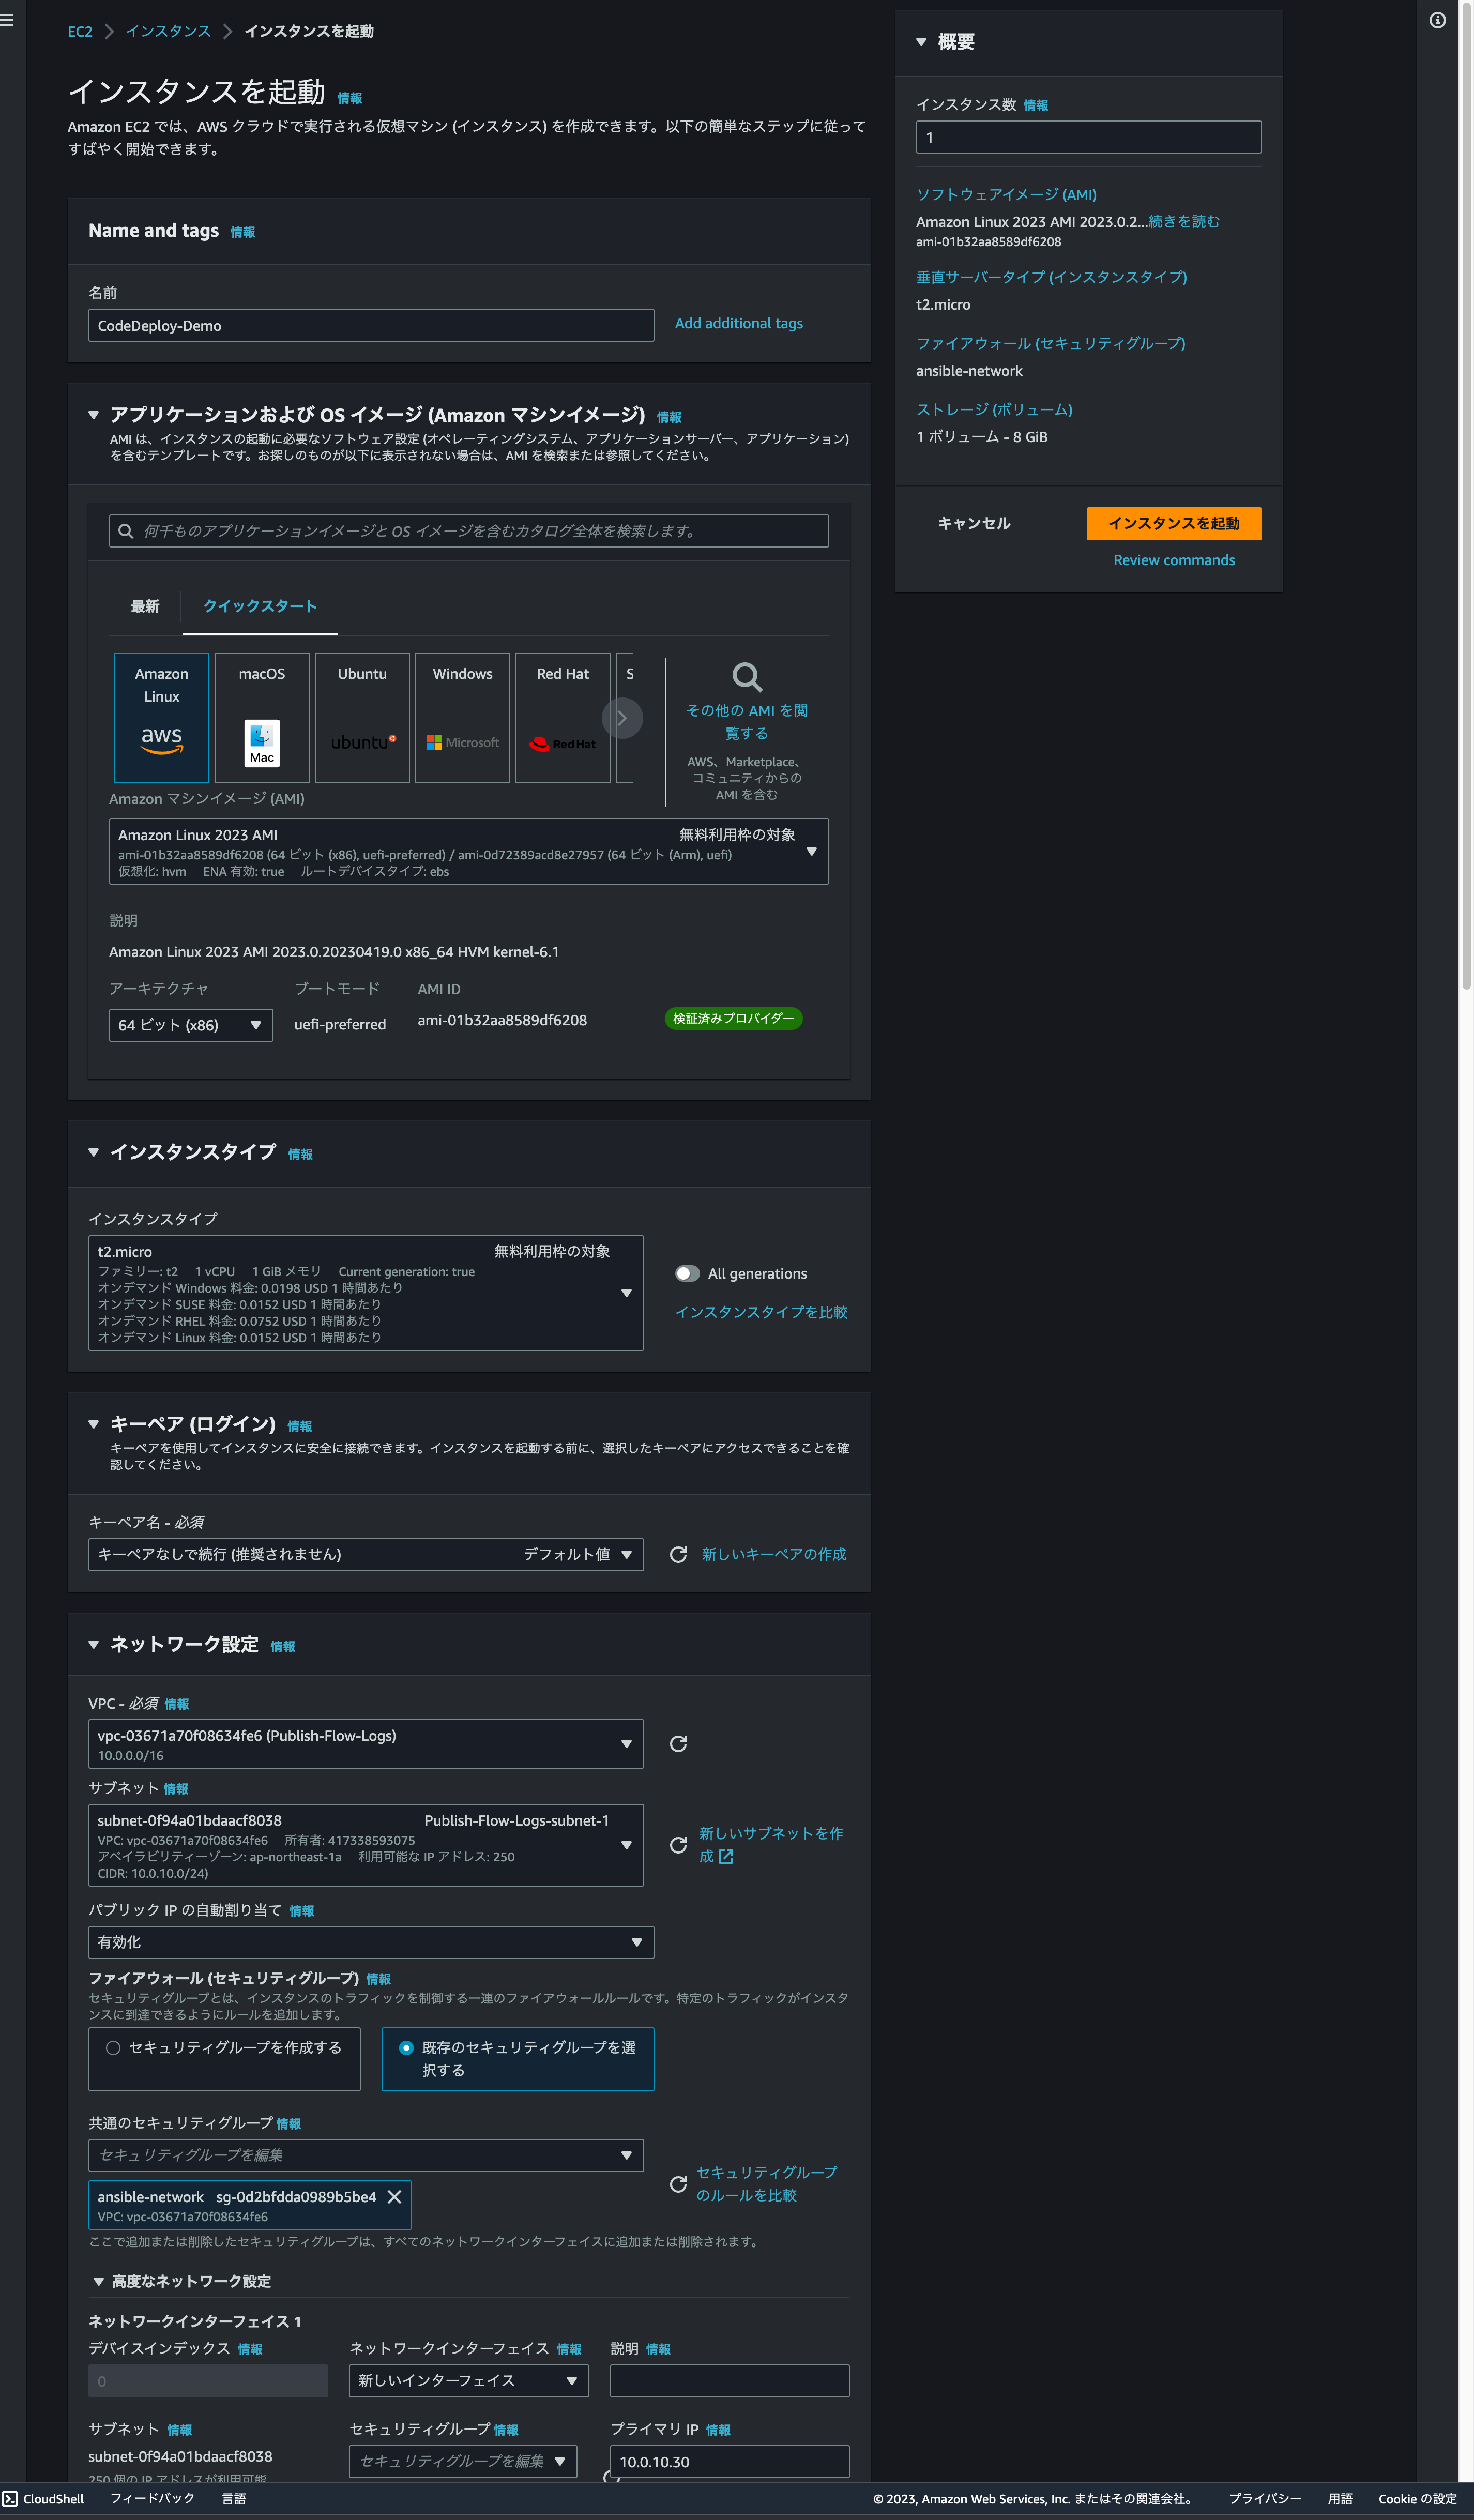 EC2 > インスタンス > インスタンスを起動
インスタンスを起動 情報
Amazon EC2 では、AWS クラウドで実行される仮想マシン (インスタンス) を作成できます。以下の簡単なステップに従って
すばやく開始できます。
Name and tags 情報
名前
CodeDeploy-Demo
Add additional tags
アプリケーションおよび OS イメージ (Amazon マシンイメージ) 情報
AMI は、インスタンスの起動に必要なソフトウェア設定 (オペレーティングシステム、アプリケーションサーバー、アプリケーション)
を含むテンプレートです。お探しのものが以下に表示されない場合は、AMI を検索または参照してください。
何千ものアプリケーションイメージと OS イメージを含むカタログ全体を検索します。
最新
クイックスタート
Amazon
Linux
aws
macOS
Mac
Ubuntu
ubuntu
Windows
Microsoft
Red Hat
RedHat
S
その他の AMI を閲
覧する
AWS、Marketplace、
コミュニティからの
AMI を含む
Amazon マシンイメージ (AMI)
Amazon Linux 2023 AMI 無料利用枠の対象
ami-01b32aa8589df6208 (64 ビット (x86), uefi-preferred) / ami-0d72389acd8e27957 (64 ビット (Arm), uefi)
仮想化: hvm ENA 有効: true ルートデバイスタイプ: ebs
説明
Amazon Linux 2023 AMI 2023.0.20230419.0 x86_64 HVM kernel-6.1
アーキテクチャ ブートモード AMI ID
64 ビット (x86) uefi-preferred ami-01b32aa8589df6208 検証済みプロバイダー
インスタンスタイプ 情報
インスタンスタイプ
t2.micro 無料利用枠の対象
ファミリー: t2 1 vCPU 1 GiB メモリ Current generation: true
オンデマンド Windows 料金: 0.0198 USD 1 時間あたり
オンデマンド SUSE 料金: 0.0152 USD 1 時間あたり
オンデマンド RHEL 料金: 0.0752 USD 1 時間あたり
オンデマンド Linux 料金: 0.0152 USD 1 時間あたり
All generations
インスタンスタイプを比較
キーペア (ログイン) 情報
キーペアを使用してインスタンスに安全に接続できます。インスタンスを起動する前に、選択したキーペアにアクセスできることを確
認してください。
キーペア名 - 必須
キーペアなしで続行 (推奨されません) デフォルト値
新しいキーペアの作成
ネットワーク設定 情報
VPC - 必須 情報
vpc-03671a70f08634fe6 (Publish-Flow-Logs)
10.0.0.0/16
サブネット 情報
subnet-0f94a01bdaacf8038 Publish-Flow-Logs-subnet-1
VPC: vpc-03671a70f08634fe6 所有者: 417338593075
アベイラビリティーゾーン: ap-northeast-1a 利用可能な IP アドレス: 250
CIDR: 10.0.10.0/24)
新しいサブネットを作
成
パブリック IP の自動割り当て 情報
有効化
ファイアウォール (セキュリティグループ) 情報
セキュリティグループとは、インスタンスのトラフィックを制御する一連のファイアウォールルールです。特定のトラフィックがインスタ
ンスに到達できるようにルールを追加します。
セキュリティグループを作成する
既存のセキュリティグループを選
択する
共通のセキュリティグループ 情報
セキュリティグループを編集
ansible-network sg-0d2bfdda0989b5be4
VPC: vpc-03671a70f08634fe6
セキュリティグループ
のルールを比較
ここで追加または削除したセキュリティグループは、すべてのネットワークインターフェイスに追加または削除されます。
高度なネットワーク設定
ネットワークインターフェイス 1
デバイスインデックス 情報 ネットワークインターフェイス 情報 説明 情報
0 新しいインターフェイス
サブネット 情報 セキュリティグループ 情報 プライマリ IP 情報
subnet-0f94a01bdaacf8038 セキュリティグループを編集 10.0.10.30
250 個の IP アドレスが利用可能
概要
インスタンス数 情報
1
ソフトウェアイメージ (AMI)
Amazon Linux 2023 AMI 2023.0.2...続きを読む
ami-01b32aa8589df6208
垂直サーバータイプ (インスタンスタイプ)
t2.micro
ファイアウォール (セキュリティグループ)
ansible-network
ストレージ (ボリューム)
1 ボリューム - 8 GiB
キャンセル インスタンスを起動
Review commands
CloudShell フィードバック 言語 © 2023, Amazon Web Services, Inc. またはその関連会社。 プライバシー 用語 Cookie の設定